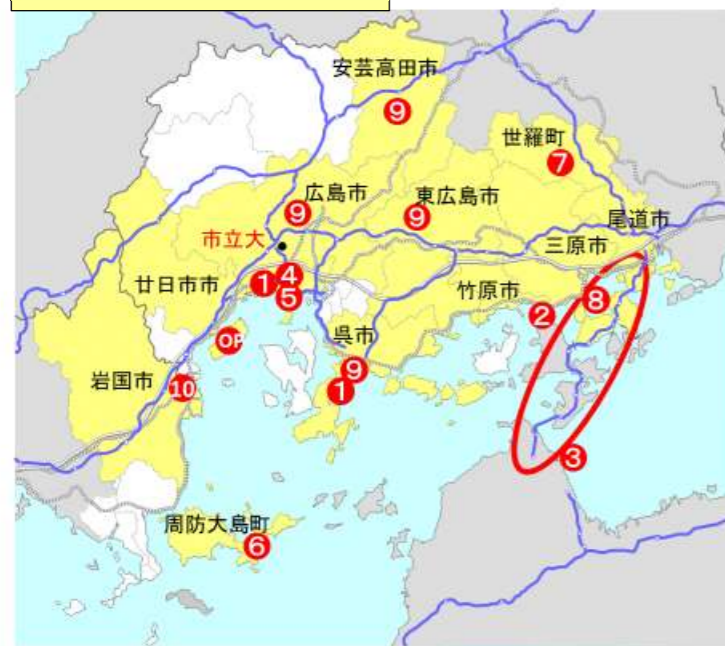 安芸高田市
⑨
世羅町
⑦
広島市
⑨
東広島市
⑨
尾道市
市立大
三原市
廿日市市
①
④
⑤
竹原市
②
⑧
呉市
OP
岩国市
⑩
⑨
①
③
周防大島町
⑥